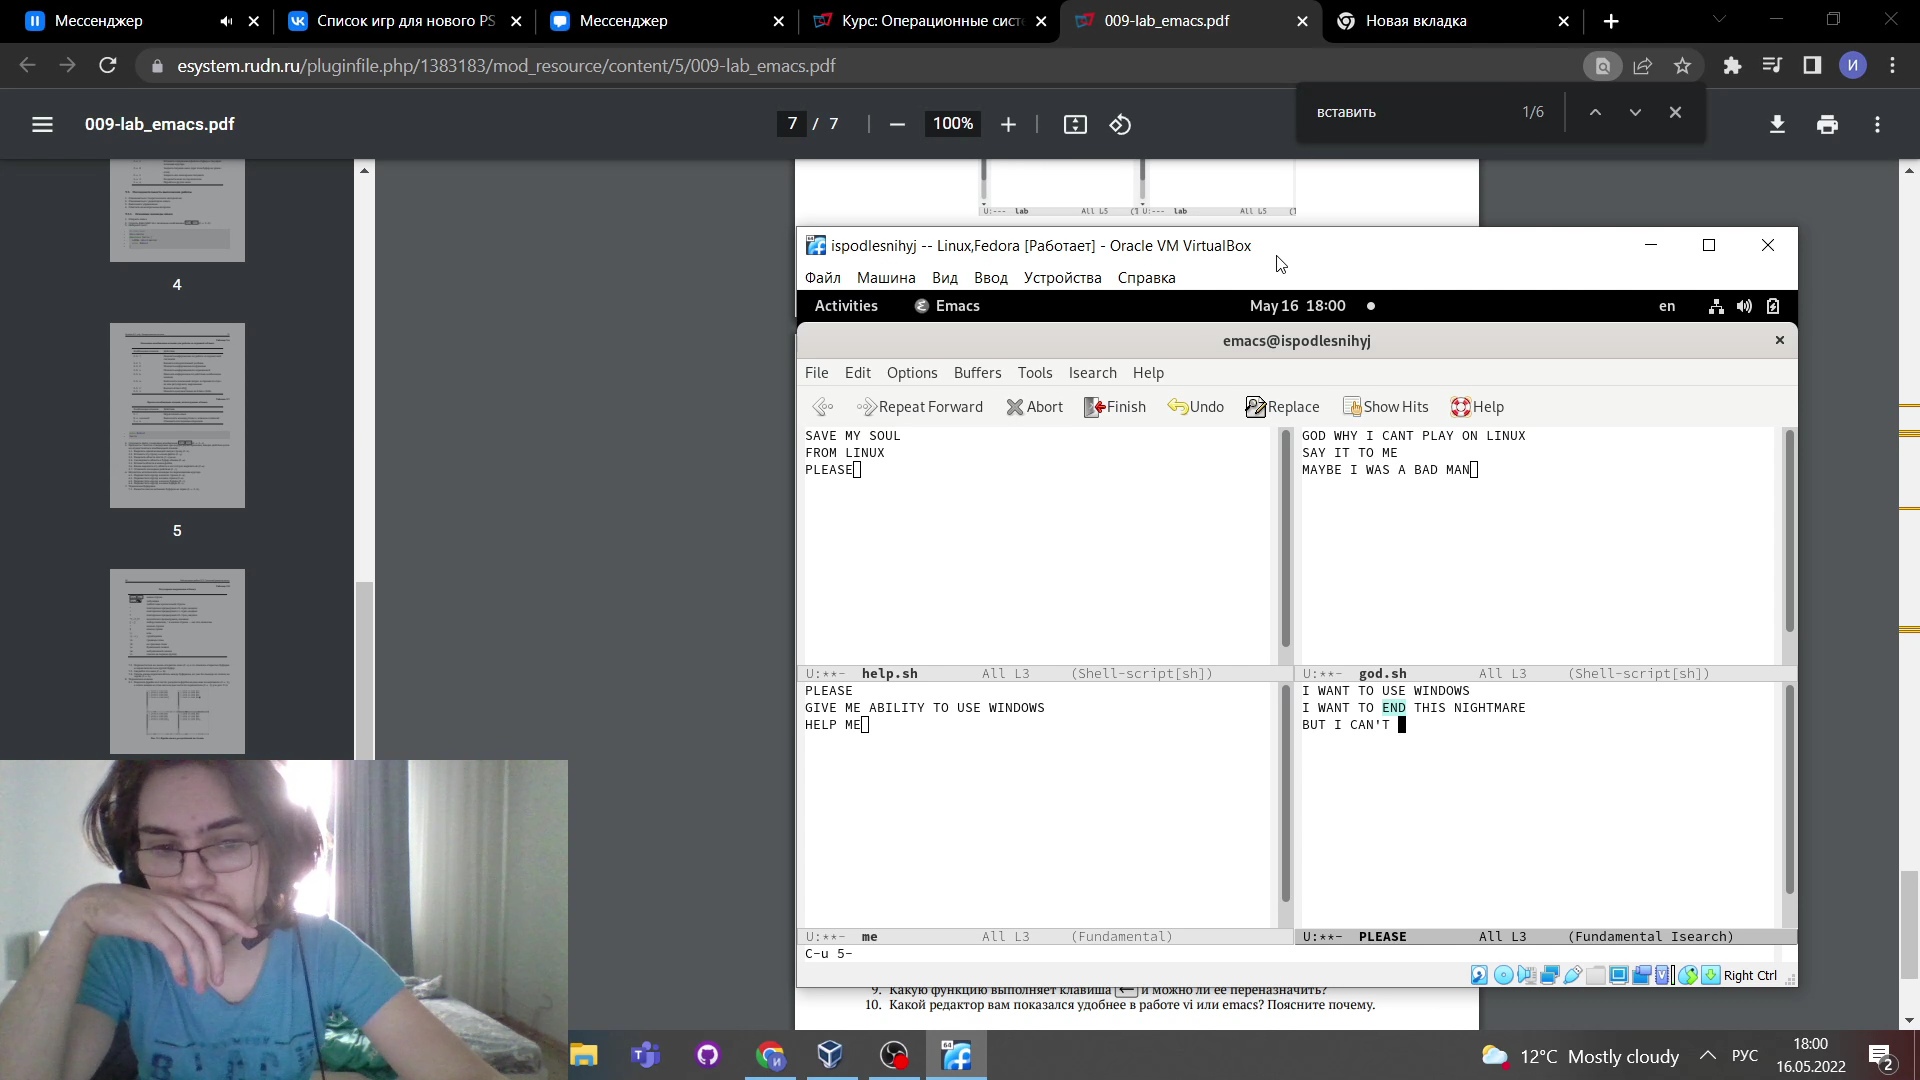 Мессенджер
Список игр для нового PS
Мессенджер
Курс: Операционные сист
009-lab_emacs.pdf
Новая вкладка
esystem.rudn.ru/pluginfile.php/1383183/mod_resource/content/5/009-lab_emacs.pdf
И
009-lab_emacs.pdf
7 / 7
100%
вставить
1/6
4
5
U:--- lab All L5 (
U:--- lab All L5 (
ispodlesnihyj -- Linux,Fedora [Работает] - Oracle VM VirtualBox
Файл Машина Вид Ввод Устройства Справка
Activities
Emacs
May 16 18:00
en
emacs@ispodlesnihyj
File Edit Options Buffers Tools Isearch Help
Repeat Forward Abort Finish Undo Replace Show Hits Help
SAVE MY SOUL
FROM LINUX
PLEASE
U:**- help.sh All L3 (Shell-script[sh])
GOD WHY I CANT PLAY ON LINUX
SAY IT TO ME
MAYBE I WAS A BAD MAN
U:**- god.sh All L3 (Shell-script[sh])
PLEASE
GIVE ME ABILITY TO USE WINDOWS
HELP ME
U:**- me All L3 (Fundamental)
I WANT TO USE WINDOWS
I WANT TO END THIS NIGHTMARE
BUT I CAN'T
U:**- PLEASE All L3 (Fundamental Isearch)
C-u 5-
Right Ctrl
9. Какую функцию выполняет клавиша и можно ли её переназначить?
10. Какой редактор вам показался удобнее в работе vi или emacs? Поясните почему.
64
12°C Mostly cloudy
РУС
18:00
16.05.2022
2